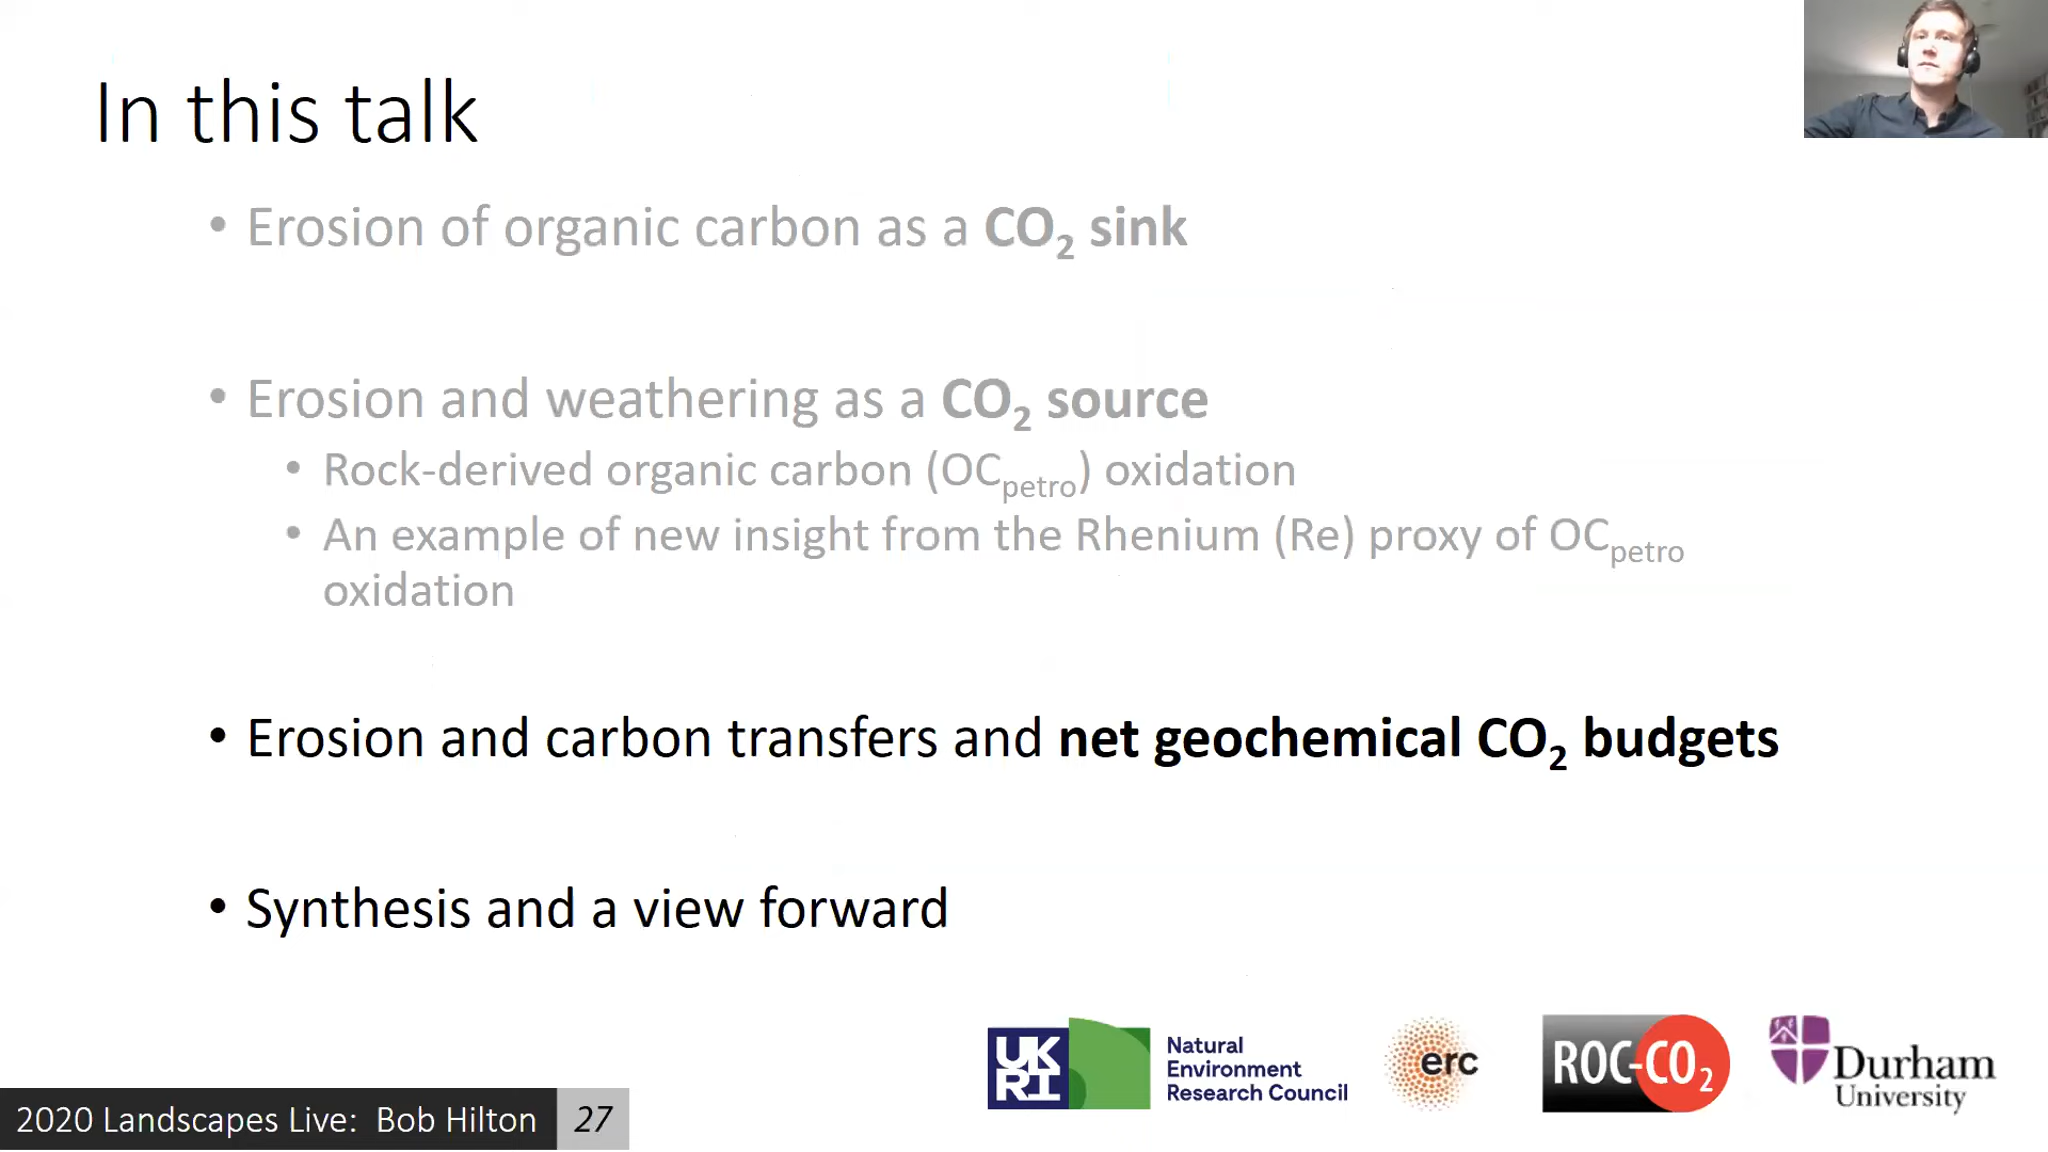 In this talk
• Erosion of organic carbon as a CO₂ sink
• Erosion and weathering as a CO₂ source
• Rock-derived organic carbon (OCpetro) oxidation
• An example of new insight from the Rhenium (Re) proxy of OCpetro
oxidation
• Erosion and carbon transfers and net geochemical CO₂ budgets
• Synthesis and a view forward
UK
RI
Natural
Environment
Research Council
erc
ROC-CO₂
Durham
University
2020 Landscapes Live: Bob Hilton 27